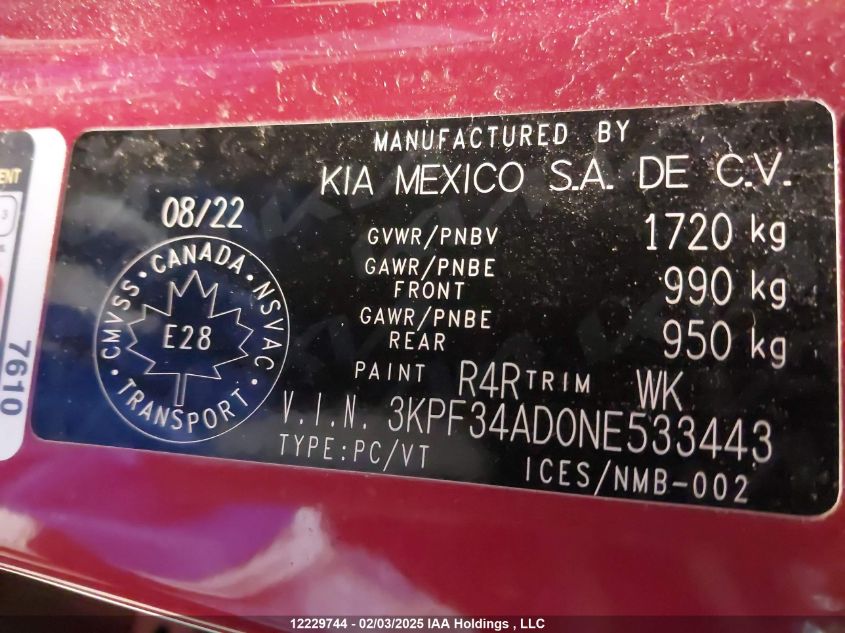 MANUFACTURED BY
KIA MEXICO S.A. DE C.V.
08/22
GVWR/PNBV 1720 kg
GAWR/PNBE FRONT 990 kg
GAWR/PNBE REAR 950 kg
PAINT R4R TRIM WK
V.I.N. 3KPF34AD0NE533443
TYPE:PC/VT ICES/NMB-002
CMVSS • CANADA • NSVAC • TRANSPORT •
E28
ENT
3
7610
12229744 - 02/03/2025 IAA Holdings , LLC